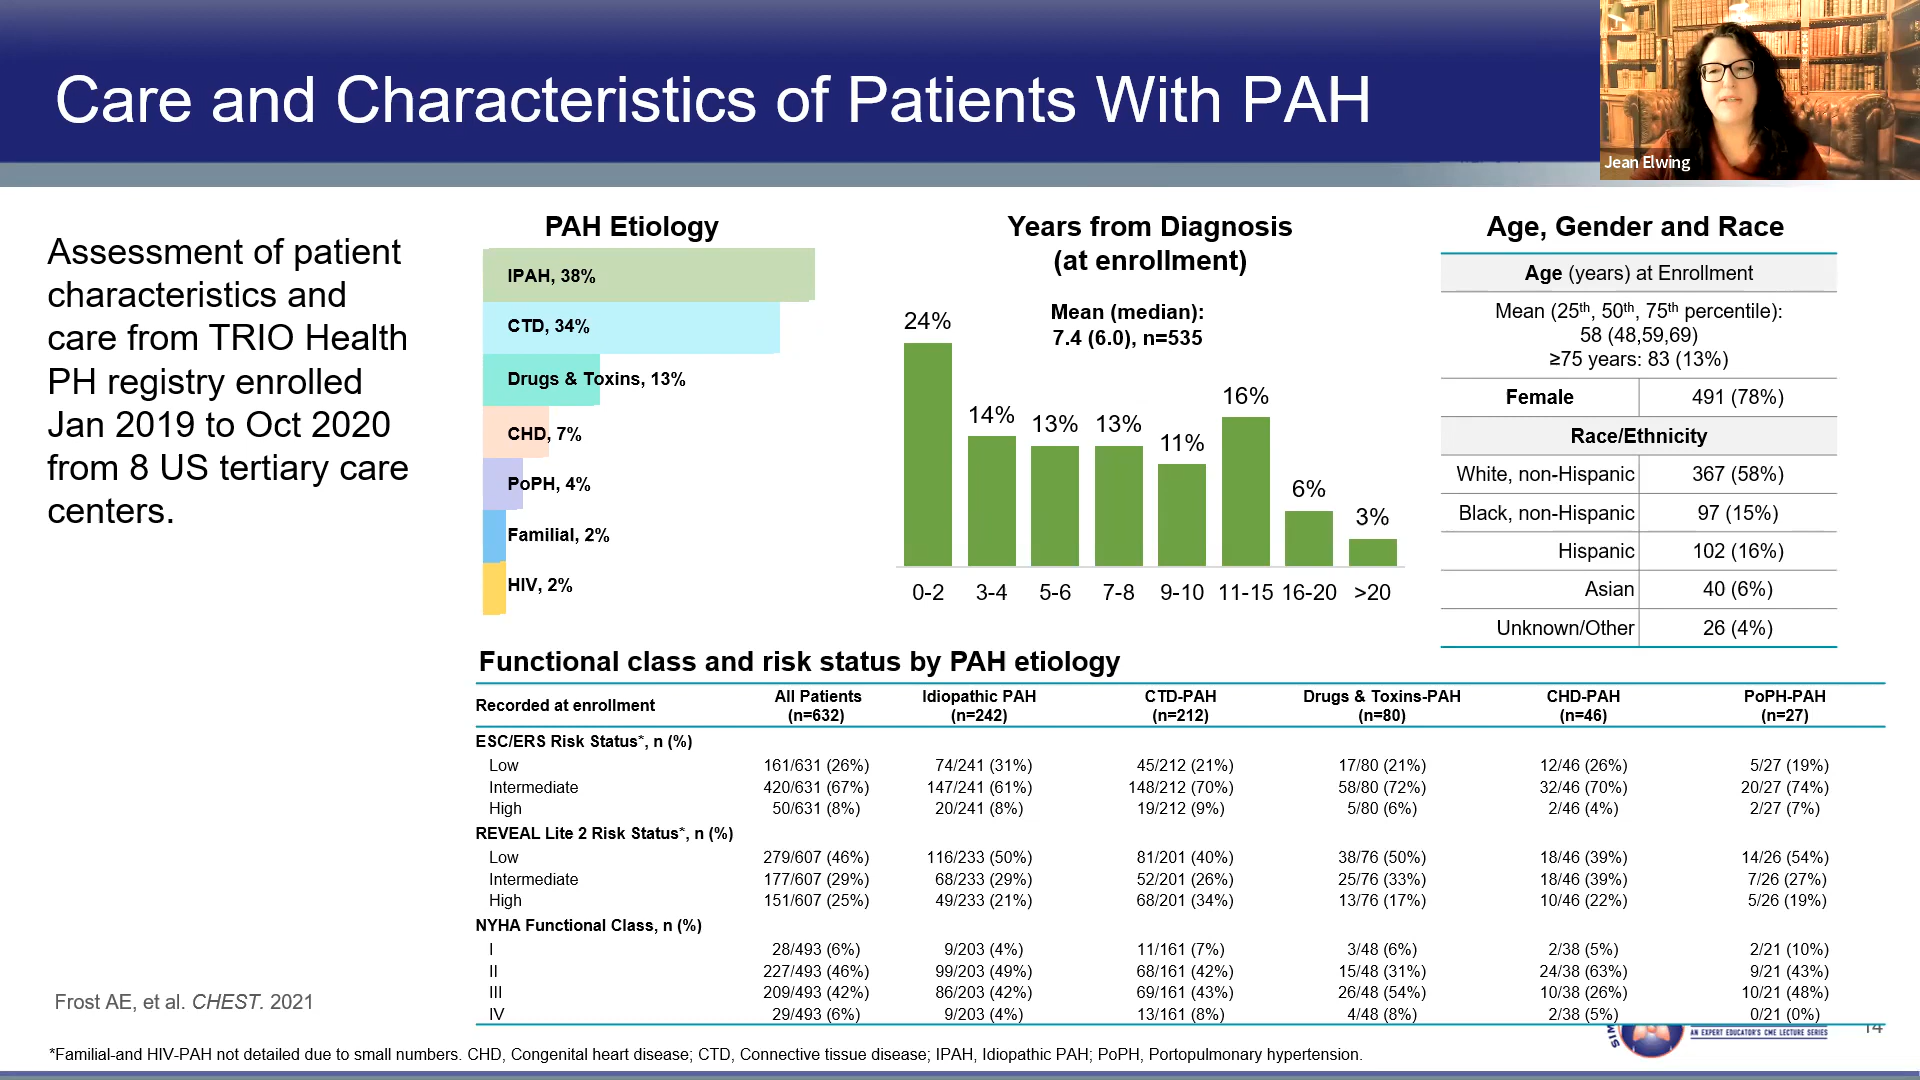 Care and Characteristics of Patients With PAH
Jean Elwing
Assessment of patient
characteristics and
care from TRIO Health
PH registry enrolled
Jan 2019 to Oct 2020
from 8 US tertiary care
centers.
PAH Etiology
IPAH, 38%
CTD, 34%
Drugs & Toxins, 13%
CHD, 7%
PoPH, 4%
Familial, 2%
HIV, 2%
Years from Diagnosis
(at enrollment)
Mean (median):
7.4 (6.0), n=535
24% 14% 13% 13% 11% 16% 6% 3%
0-2 3-4 5-6 7-8 9-10 11-15 16-20 >20
Age, Gender and Race
Age (years) at Enrollment
Mean (25th, 50th, 75th percentile):
58 (48,59,69)
≥75 years: 83 (13%)
Female 491 (78%)
Race/Ethnicity
White, non-Hispanic 367 (58%)
Black, non-Hispanic 97 (15%)
Hispanic 102 (16%)
Asian 40 (6%)
Unknown/Other 26 (4%)
Functional class and risk status by PAH etiology
Recorded at enrollment All Patients (n=632) Idiopathic PAH (n=242) CTD-PAH (n=212) Drugs & Toxins-PAH (n=80) CHD-PAH (n=46) PoPH-PAH (n=27)
ESC/ERS Risk Status*, n (%)
Low 161/631 (26%) 74/241 (31%) 45/212 (21%) 17/80 (21%) 12/46 (26%) 5/27 (19%)
Intermediate 420/631 (67%) 147/241 (61%) 148/212 (70%) 58/80 (72%) 32/46 (70%) 20/27 (74%)
High 50/631 (8%) 20/241 (8%) 19/212 (9%) 5/80 (6%) 2/46 (4%) 2/27 (7%)
REVEAL Lite 2 Risk Status*, n (%)
Low 279/607 (46%) 116/233 (50%) 81/201 (40%) 38/76 (50%) 18/46 (39%) 14/26 (54%)
Intermediate 177/607 (29%) 68/233 (29%) 52/201 (26%) 25/76 (33%) 18/46 (39%) 7/26 (27%)
High 151/607 (25%) 49/233 (21%) 68/201 (34%) 13/76 (17%) 10/46 (22%) 5/26 (19%)
NYHA Functional Class, n (%)
I 28/493 (6%) 9/203 (4%) 11/161 (7%) 3/48 (6%) 2/38 (5%) 2/21 (10%)
II 227/493 (46%) 99/203 (49%) 68/161 (42%) 15/48 (31%) 24/38 (63%) 9/21 (43%)
III 209/493 (42%) 86/203 (42%) 69/161 (43%) 26/48 (54%) 10/38 (26%) 10/21 (48%)
IV 29/493 (6%) 9/203 (4%) 13/161 (8%) 4/48 (8%) 2/38 (5%) 0/21 (0%)
Frost AE, et al. CHEST. 2021
AN EXPERT EDUCATOR'S CME LECTURE SERIES
14
*Familial-and HIV-PAH not detailed due to small numbers. CHD, Congenital heart disease; CTD, Connective tissue disease; IPAH, Idiopathic PAH; PoPH, Portopulmonary hypertension.